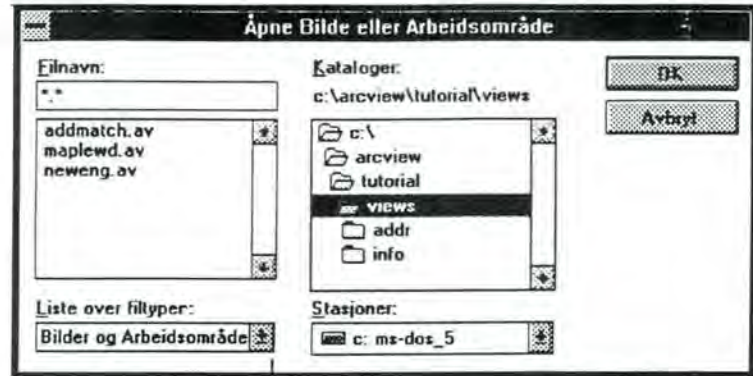 Åpne Bilde eller Arbeidsområde
Filnavn:
*.*
addmatch.av
maplewd.av
neweng.av
Liste over filtyper:
Bilder og Arbeidsområde
Kataloger:
c:\arcview\tutorial\views
c:\
arcview
tutorial
views
addr
info
Stasjoner:
c: ms-dos_5
OK
Avbryt